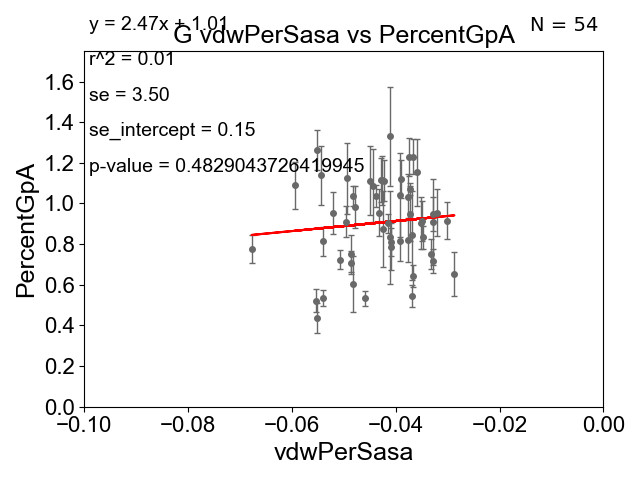 y = 2.47x + 1.01
N = 54
G vdwPerSasa vs PercentGpA
r^2 = 0.01
se = 3.50
se_intercept = 0.15
p-value = 0.4829043726419945
PercentGpA
1.6
1.4
1.2
1.0
0.8
0.6
0.4
0.2
0.0
−0.10
−0.08
−0.06
−0.04
−0.02
0.00
vdwPerSasa